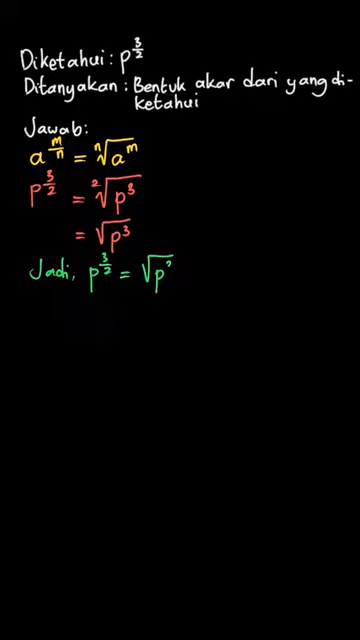 Diketahui : p^(3/2)
Ditanyakan : Bentuk akar dari yang di-
ketahui
Jawab:
a^(m/n) = ⁿ√(a^m)
p^(3/2) = ²√(p³)
= √(p³)
Jadi, p^(3/2) = √p